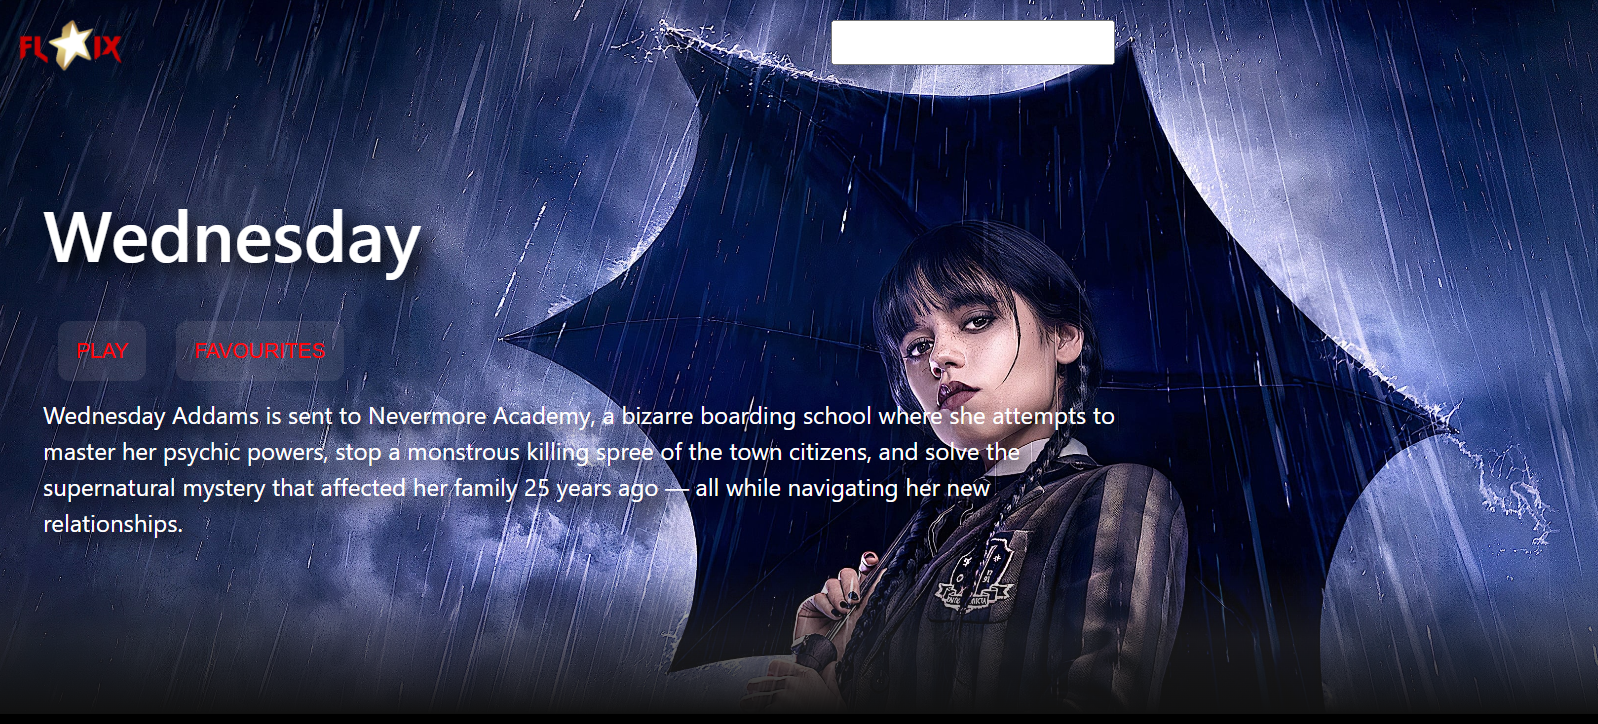 FL IX
Wednesday
PLAY
FAVOURITES
Wednesday Addams is sent to Nevermore Academy, a bizarre boarding school where she attempts to
master her psychic powers, stop a monstrous killing spree of the town citizens, and solve the
supernatural mystery that affected her family 25 years ago — all while navigating her new
relationships.